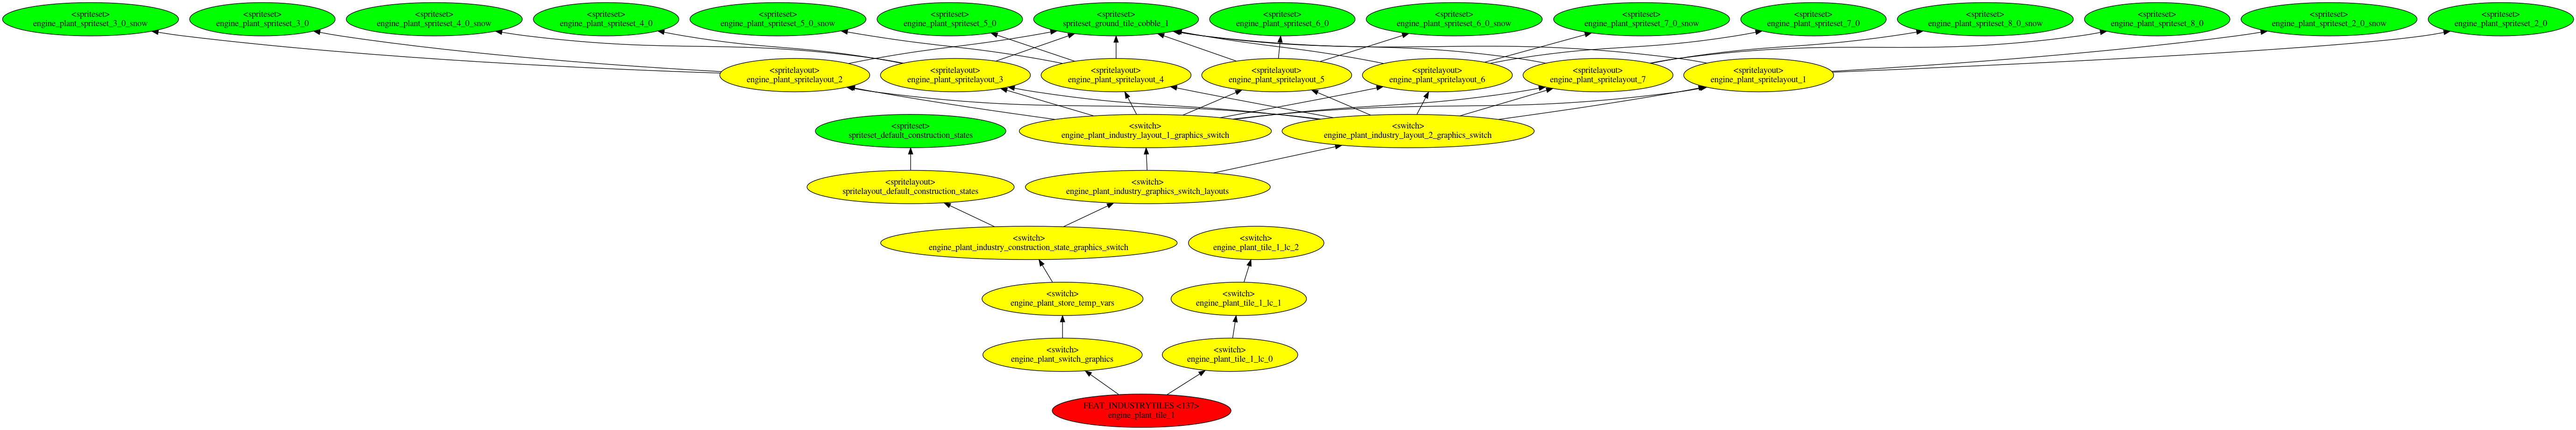 <spriteset>
engine_plant_spriteset_3_0_snow
<spriteset>
engine_plant_spriteset_3_0
<spriteset>
engine_plant_spriteset_4_0_snow
<spriteset>
engine_plant_spriteset_4_0
<spriteset>
engine_plant_spriteset_5_0_snow
<spriteset>
engine_plant_spriteset_5_0
<spriteset>
spriteset_ground_tile_cobble_1
<spriteset>
engine_plant_spriteset_6_0
<spriteset>
engine_plant_spriteset_6_0_snow
<spriteset>
engine_plant_spriteset_7_0_snow
<spriteset>
engine_plant_spriteset_7_0
<spriteset>
engine_plant_spriteset_8_0_snow
<spriteset>
engine_plant_spriteset_8_0
<spriteset>
engine_plant_spriteset_2_0_snow
<spriteset>
engine_plant_spriteset_2_0
<spritelayout>
engine_plant_spritelayout_2
<spritelayout>
engine_plant_spritelayout_3
<spritelayout>
engine_plant_spritelayout_4
<spritelayout>
engine_plant_spritelayout_5
<spritelayout>
engine_plant_spritelayout_6
<spritelayout>
engine_plant_spritelayout_7
<spritelayout>
engine_plant_spritelayout_1
<spriteset>
spriteset_default_construction_states
<switch>
engine_plant_industry_layout_1_graphics_switch
<switch>
engine_plant_industry_layout_2_graphics_switch
<spritelayout>
spritelayout_default_construction_states
<switch>
engine_plant_industry_graphics_switch_layouts
<switch>
engine_plant_industry_construction_state_graphics_switch
<switch>
engine_plant_tile_1_lc_2
<switch>
engine_plant_store_temp_vars
<switch>
engine_plant_tile_1_lc_1
<switch>
engine_plant_switch_graphics
<switch>
engine_plant_tile_1_lc_0
FEAT_INDUSTRYTILES <137>
engine_plant_tile_1